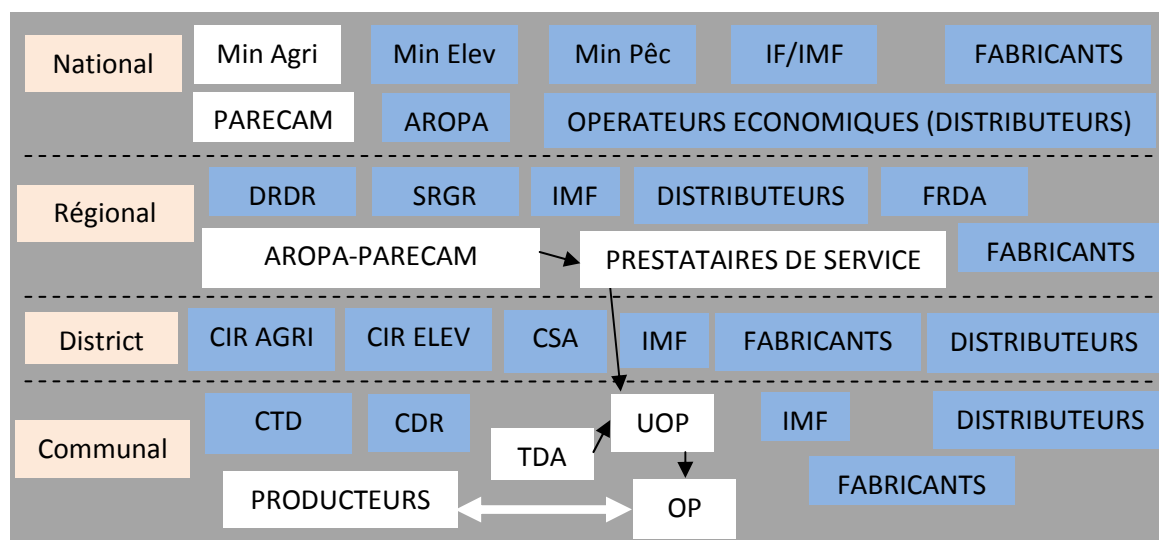 National
Min Agri
Min Elev
Min Pêc
IF/IMF
FABRICANTS
PARECAM
AROPA
OPERATEURS ECONOMIQUES (DISTRIBUTEURS)
Régional
DRDR
SRGR
IMF
DISTRIBUTEURS
FRDA
AROPA-PARECAM
PRESTATAIRES DE SERVICE
FABRICANTS
District
CIR AGRI
CIR ELEV
CSA
IMF
FABRICANTS
DISTRIBUTEURS
Communal
CTD
CDR
UOP
IMF
DISTRIBUTEURS
TDA
FABRICANTS
PRODUCTEURS
OP